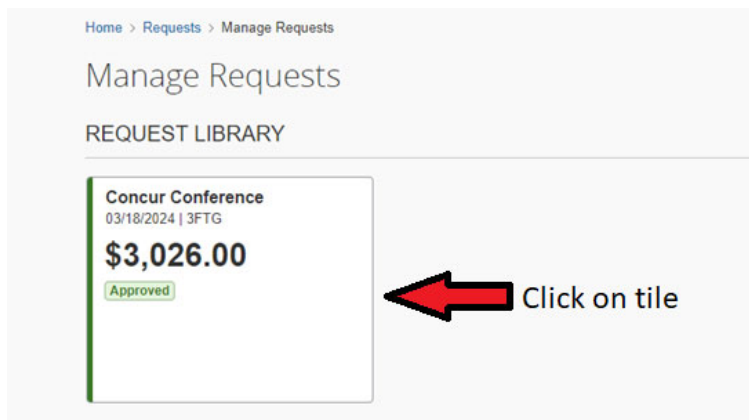 Home > Requests > Manage Requests
Manage Requests
REQUEST LIBRARY
Concur Conference
03/18/2024 | 3FTG
$3,026.00
Approved
Click on tile